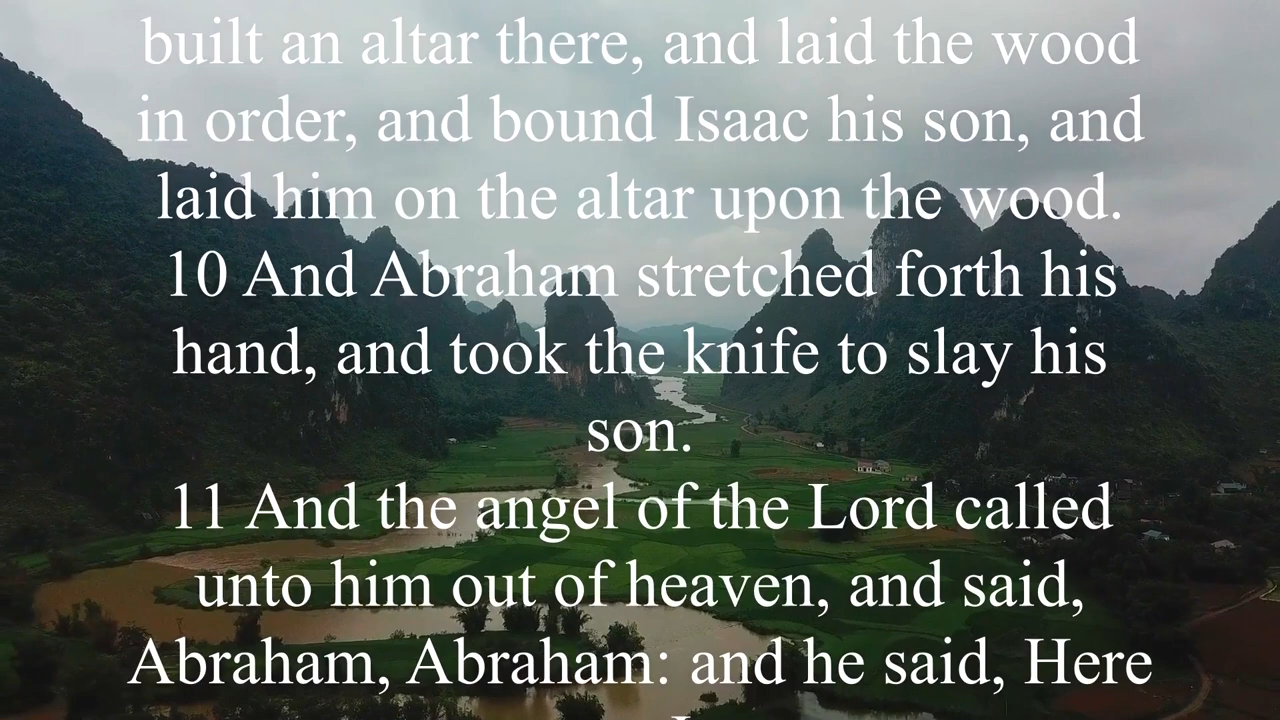 built an altar there, and laid the wood
in order, and bound Isaac his son, and
laid him on the altar upon the wood.
10 And Abraham stretched forth his
hand, and took the knife to slay his
son.
11 And the angel of the Lord called
unto him out of heaven, and said,
Abraham, Abraham: and he said, Here